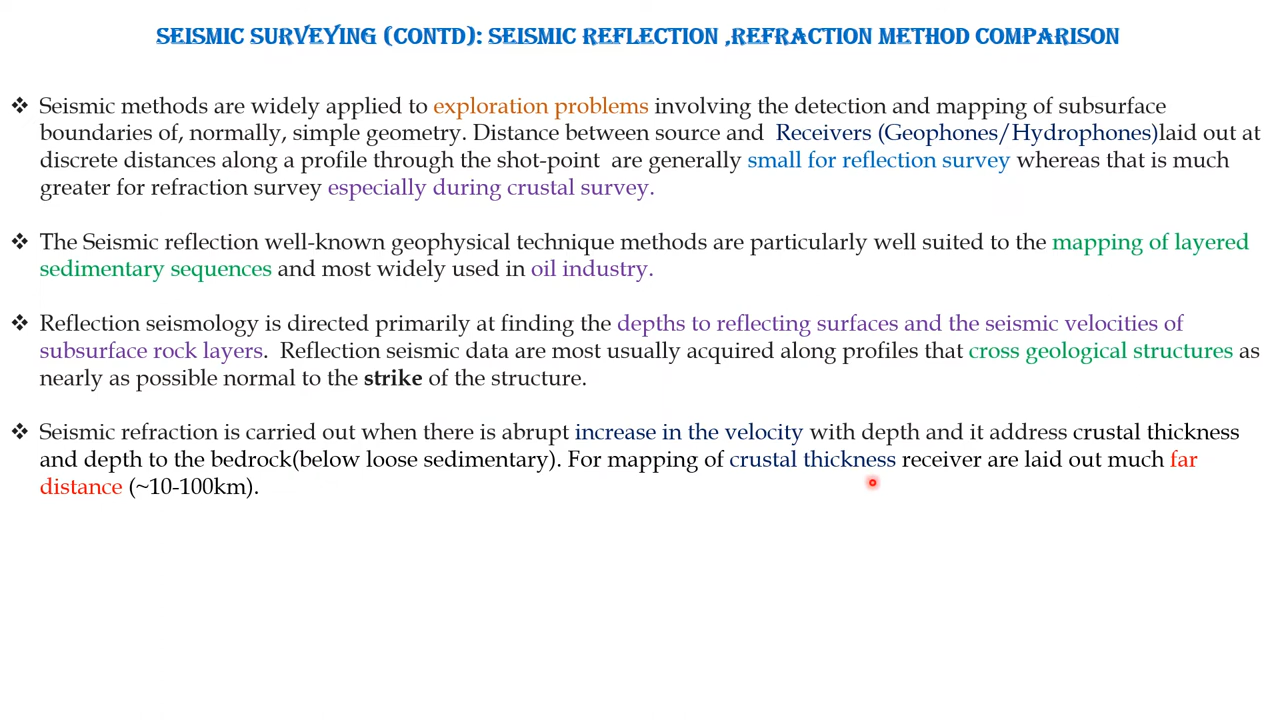 SEISMIC SURVEYING (CONTD): SEISMIC REFLECTION ,REFRACTION METHOD COMPARISON
❖ Seismic methods are widely applied to exploration problems involving the detection and mapping of subsurface
boundaries of, normally, simple geometry. Distance between source and Receivers (Geophones/Hydrophones)laid out at
discrete distances along a profile through the shot-point are generally small for reflection survey whereas that is much
greater for refraction survey especially during crustal survey.
❖ The Seismic reflection well-known geophysical technique methods are particularly well suited to the mapping of layered
sedimentary sequences and most widely used in oil industry.
❖ Reflection seismology is directed primarily at finding the depths to reflecting surfaces and the seismic velocities of
subsurface rock layers. Reflection seismic data are most usually acquired along profiles that cross geological structures as
nearly as possible normal to the strike of the structure.
❖ Seismic refraction is carried out when there is abrupt increase in the velocity with depth and it address crustal thickness
and depth to the bedrock(below loose sedimentary). For mapping of crustal thickness receiver are laid out much far
distance (~10-100km).